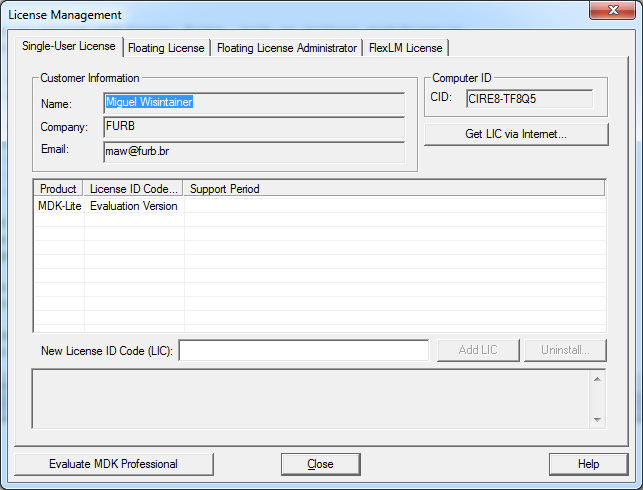 License Management
Single-User License Floating License Floating License Administrator FlexLM License
Customer Information
Name: Miguel Wisintainer
Company: FURB
Email: maw@furb.br
Computer ID
CID: CIRE8-TF8Q5
Get LIC via Internet...
Product License ID Code... Support Period
MDK-Lite Evaluation Version
New License ID Code (LIC): Add LIC Uninstall...
Evaluate MDK Professional Close Help